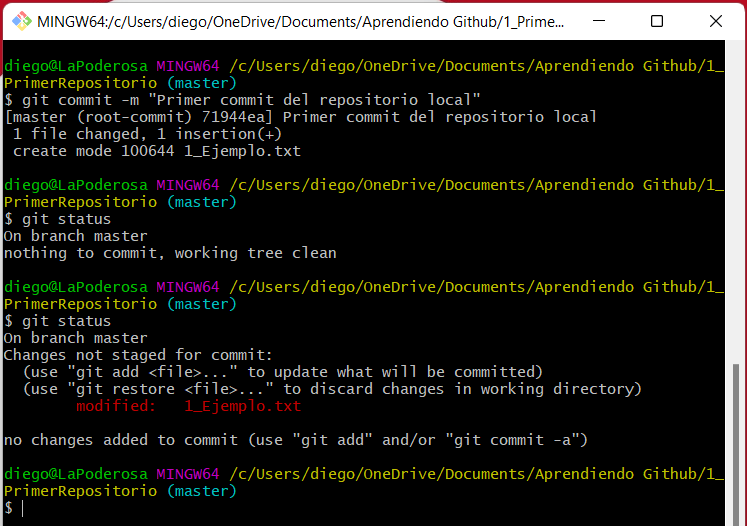 MINGW64:/c/Users/diego/OneDrive/Documents/Aprendiendo Github/1_Prime...
diego@LaPoderosa MINGW64 /c/Users/diego/OneDrive/Documents/Aprendiendo Github/1_
PrimerRepositorio (master)
$ git commit -m "Primer commit del repositorio local"
[master (root-commit) 71944ea] Primer commit del repositorio local
 1 file changed, 1 insertion(+)
 create mode 100644 1_Ejemplo.txt
diego@LaPoderosa MINGW64 /c/Users/diego/OneDrive/Documents/Aprendiendo Github/1_
PrimerRepositorio (master)
$ git status
On branch master
nothing to commit, working tree clean
diego@LaPoderosa MINGW64 /c/Users/diego/OneDrive/Documents/Aprendiendo Github/1_
PrimerRepositorio (master)
$ git status
On branch master
Changes not staged for commit:
  (use "git add <file>..." to update what will be committed)
  (use "git restore <file>..." to discard changes in working directory)
        modified:   1_Ejemplo.txt
no changes added to commit (use "git add" and/or "git commit -a")
diego@LaPoderosa MINGW64 /c/Users/diego/OneDrive/Documents/Aprendiendo Github/1_
PrimerRepositorio (master)
$